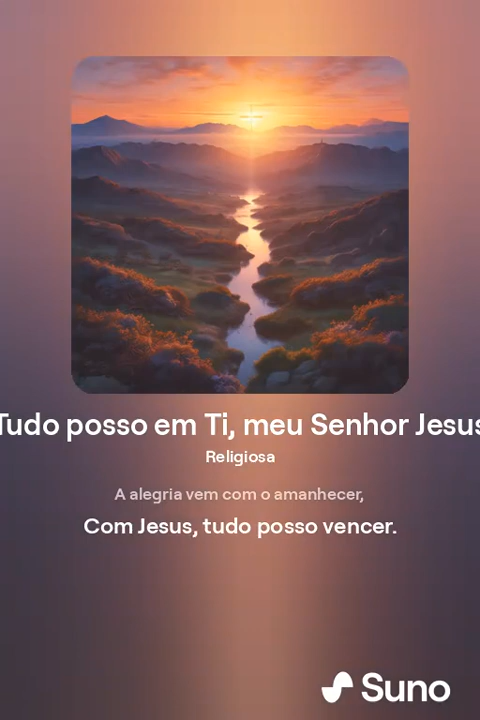 Tudo posso em Ti, meu Senhor Jesus
Religiosa
A alegria vem com o amanhecer,
Com Jesus, tudo posso vencer.
Suno